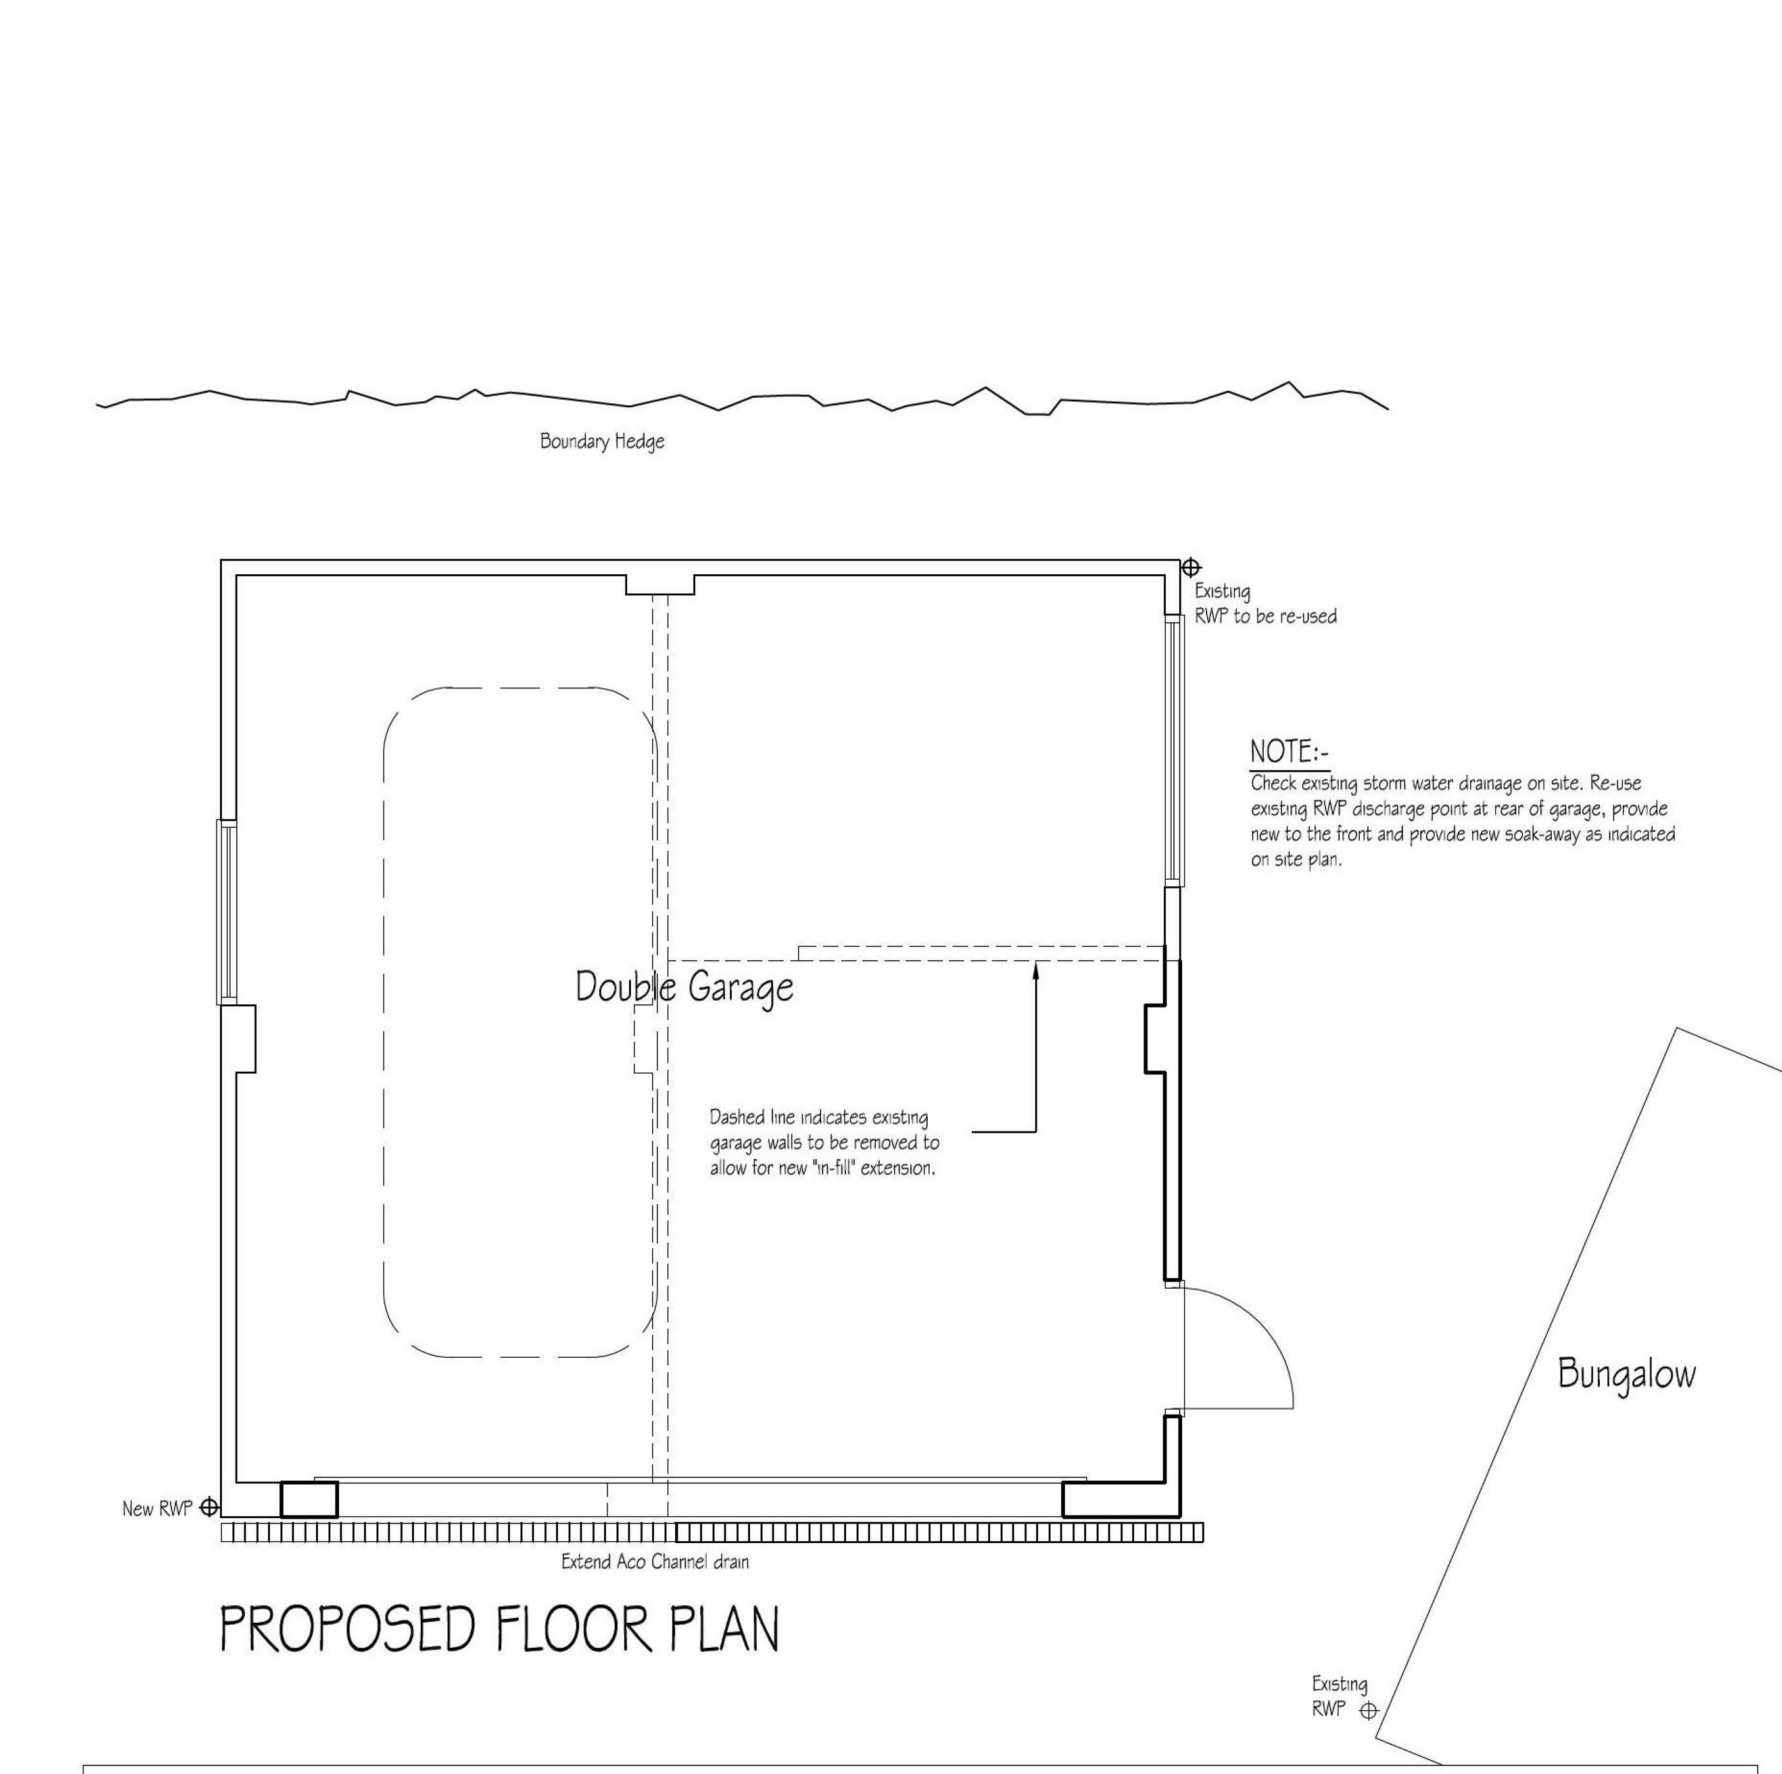 Boundary Hedge
Existing
RWP to be re-used
NOTE:-
Check existing storm water drainage on site. Re-use
existing RWP discharge point at rear of garage, provide
new to the front and provide new soak-away as indicated
on site plan.
Double Garage
Dashed line indicates existing
garage walls to be removed to
allow for new "in-fill" extension.
Bungalow
New RWP
Extend Aco Channel drain
PROPOSED FLOOR PLAN
Existing
RWP